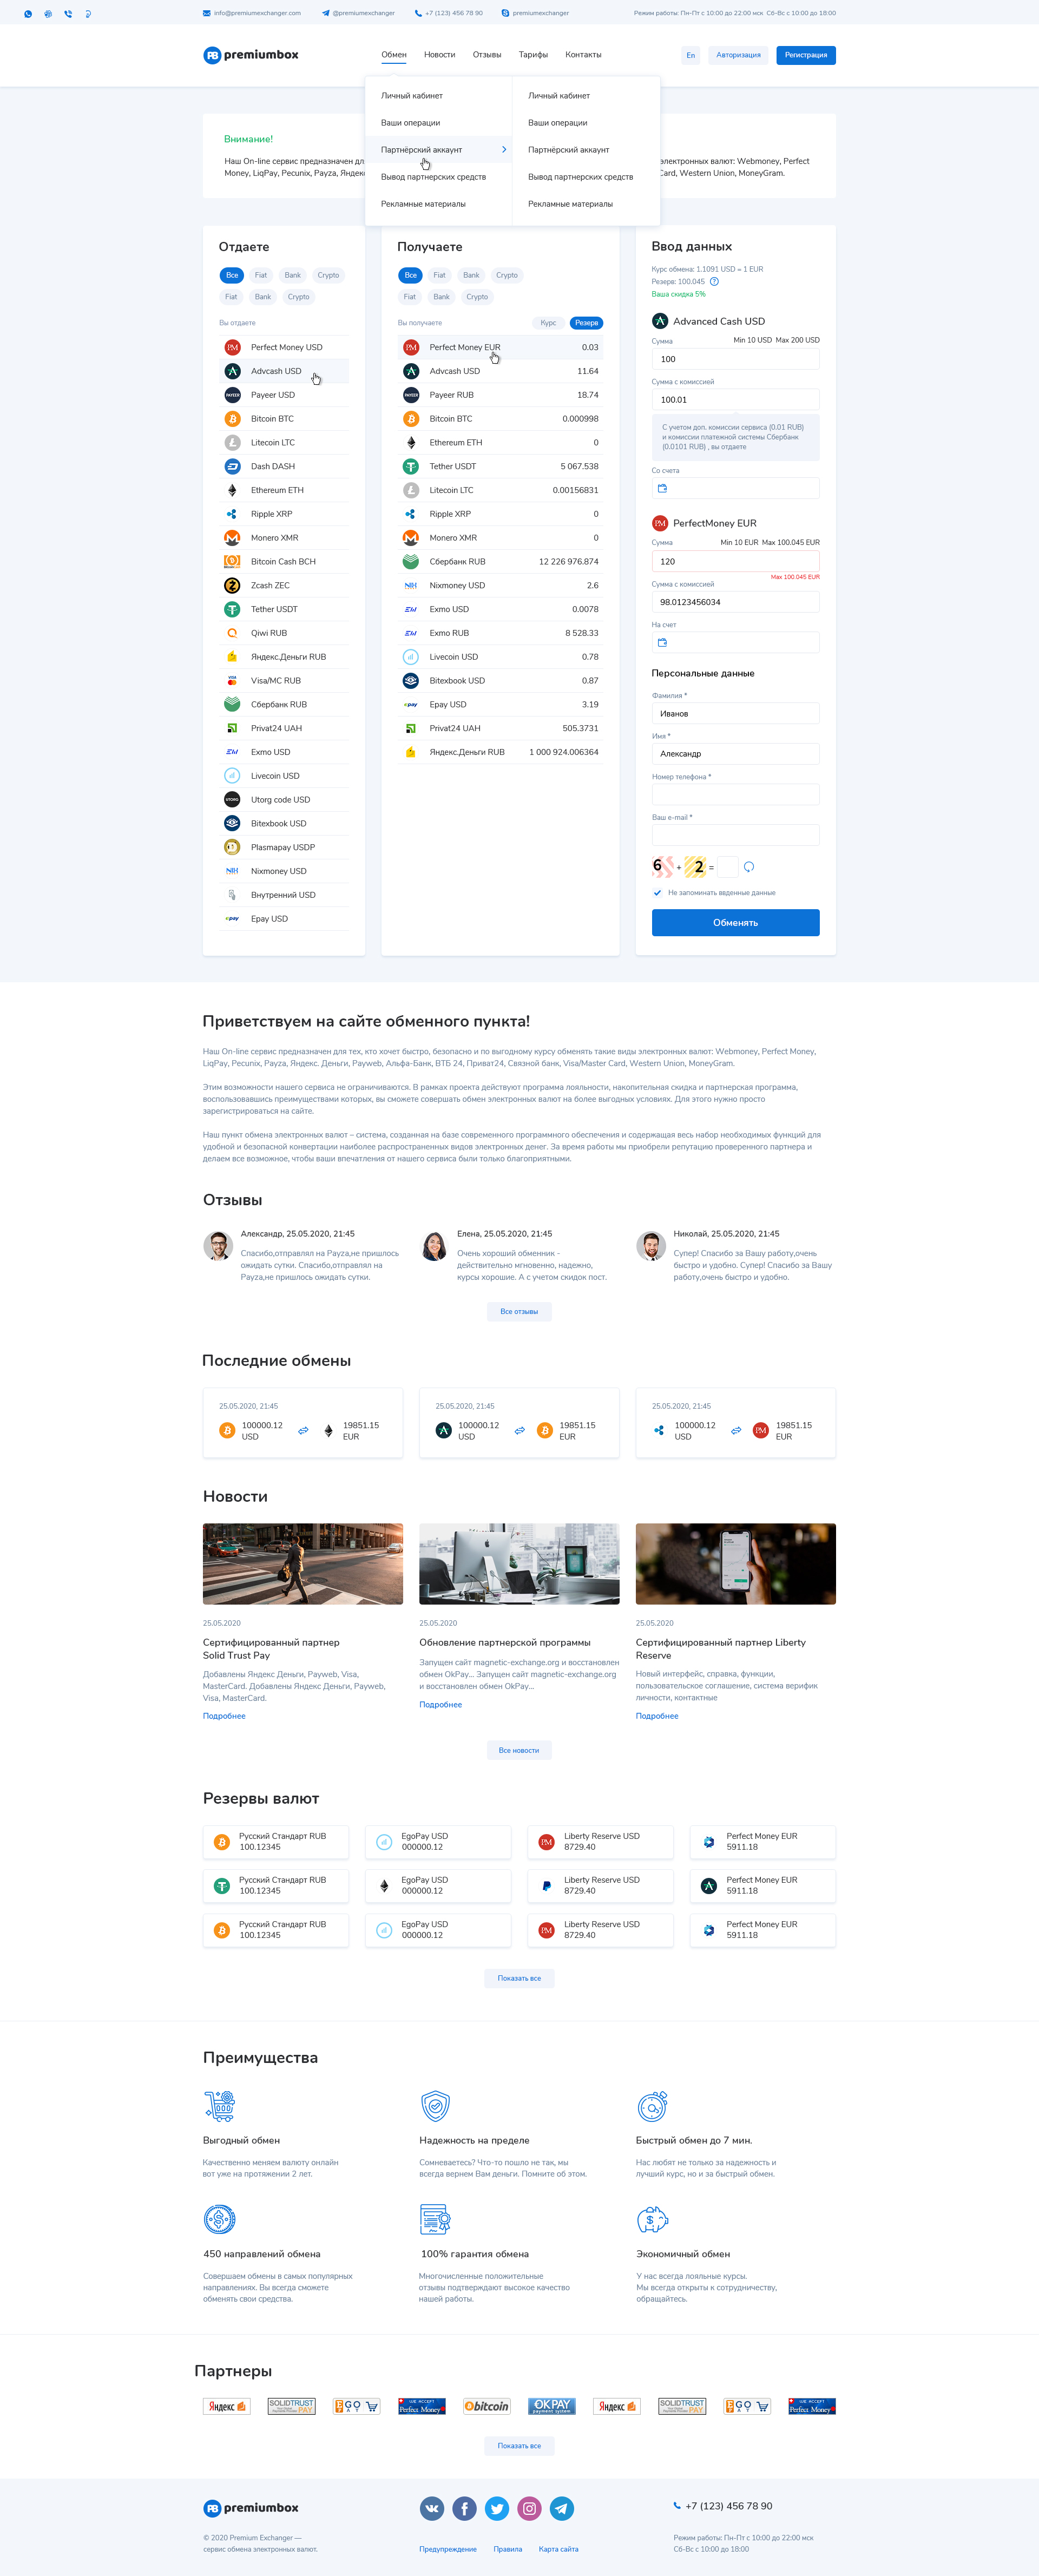 info@premiumexchanger.com @premiumexchanger +7 (123) 456 78 90 premiumexchanger Режим работы: Пн-Пт с 10:00 до 22:00 мск Сб-Вс с 10:00 до 18:00
premiumbox Обмен Новости Отзывы Тарифы Контакты En Авторизация Регистрация
Личный кабинет Личный кабинет
Ваши операции Ваши операции
Партнёрский аккаунт Партнёрский аккаунт
Вывод партнерских средств Вывод партнерских средств
Рекламные материалы Рекламные материалы
Внимание!
Наш On-line сервис предназначен дл электронных валют: Webmoney, Perfect
Money, LiqPay, Pecunix, Payza, Яндекс Card, Western Union, MoneyGram.
Отдаете
Все Fiat Bank Crypto
Fiat Bank Crypto
Вы отдаете
Perfect Money USD
Advcash USD
Payeer USD
Bitcoin BTC
Litecoin LTC
Dash DASH
Ethereum ETH
Ripple XRP
Monero XMR
Bitcoin Cash BCH
Zcash ZEC
Tether USDT
Qiwi RUB
Яндекс.Деньги RUB
Visa/MC RUB
Сбербанк RUB
Privat24 UAH
Exmo USD
Livecoin USD
Utorg code USD
Bitexbook USD
Plasmapay USDP
Nixmoney USD
Внутренний USD
Epay USD
Получаете
Все Fiat Bank Crypto
Fiat Bank Crypto
Вы получаете Курс Резерв
Perfect Money EUR 0.03
Advcash USD 11.64
Payeer RUB 18.74
Bitcoin BTC 0.000998
Ethereum ETH 0
Tether USDT 5 067.538
Litecoin LTC 0.00156831
Ripple XRP 0
Monero XMR 0
Сбербанк RUB 12 226 976.874
Nixmoney USD 2.6
Exmo USD 0.0078
Exmo RUB 8 528.33
Livecoin USD 0.78
Bitexbook USD 0.87
Epay USD 3.19
Privat24 UAH 505.3731
Яндекс.Деньги RUB 1 000 924.006364
Ввод данных
Курс обмена: 1.1091 USD = 1 EUR
Резерв: 100.045 ?
Ваша скидка 5%
Advanced Cash USD
Сумма Min 10 USD Max 200 USD
100
Сумма с комиссией
100.01
С учетом доп. комиссии сервиса (0.01 RUB)
и комиссии платежной системы Сбербанк
(0.0101 RUB) , вы отдаете
Со счета
PerfectMoney EUR
Сумма Min 10 EUR Max 100.045 EUR
120
Max 100.045 EUR
Сумма с комиссией
98.0123456034
На счет
Персональные данные
Фамилия *
Иванов
Имя *
Александр
Номер телефона *
Ваш e-mail *
6 + 2 =
Не запоминать введенные данные
Обменять
Приветствуем на сайте обменного пункта!
Наш On-line сервис предназначен для тех, кто хочет быстро, безопасно и по выгодному курсу обменять такие виды электронных валют: Webmoney, Perfect Money,
LiqPay, Pecunix, Payza, Яндекс. Деньги, Payweb, Альфа-Банк, ВТБ 24, Приват24, Связной банк, Visa/Master Card, Western Union, MoneyGram.
Этим возможности нашего сервиса не ограничиваются. В рамках проекта действуют программа лояльности, накопительная скидка и партнерская программа,
воспользовавшись преимуществами которых, вы сможете совершать обмен электронных валют на более выгодных условиях. Для этого нужно просто
зарегистрироваться на сайте.
Наш пункт обмена электронных валют – система, созданная на базе современного программного обеспечения и содержащая весь набор необходимых функций для
удобной и безопасной конвертации наиболее распространенных видов электронных денег. За время работы мы приобрели репутацию проверенного партнера и
делаем все возможное, чтобы ваши впечатления от нашего сервиса были только благоприятными.
Отзывы
Александр, 25.05.2020, 21:45
Спасибо,отправлял на Payza,не пришлось
ожидать сутки. Спасибо,отправлял на
Payza,не пришлось ожидать сутки.
Елена, 25.05.2020, 21:45
Очень хороший обменник -
действительно мгновенно, надежно,
курсы хорошие. А с учетом скидок пост.
Николай, 25.05.2020, 21:45
Супер! Спасибо за Вашу работу,очень
быстро и удобно. Супер! Спасибо за Вашу
работу,очень быстро и удобно.
Все отзывы
Последние обмены
25.05.2020, 21:45 25.05.2020, 21:45 25.05.2020, 21:45
100000.12 19851.15 100000.12 19851.15 100000.12 19851.15
USD EUR USD EUR USD EUR
Новости
25.05.2020
Сертифицированный партнер
Solid Trust Pay
Добавлены Яндекс Деньги, Payweb, Visa,
MasterCard. Добавлены Яндекс Деньги, Payweb,
Visa, MasterCard.
Подробнее
25.05.2020
Обновление партнерской программы
Запущен сайт magnetic-exchange.org и восстановлен
обмен OkPay... Запущен сайт magnetic-exchange.org
и восстановлен обмен OkPay...
Подробнее
25.05.2020
Сертифицированный партнер Liberty
Reserve
Новый интерфейс, справка, функции,
пользовательское соглашение, система верифик
личности, контактные
Подробнее
Все новости
Резервы валют
Русский Стандарт RUB EgoPay USD Liberty Reserve USD Perfect Money EUR
100.12345 000000.12 8729.40 5911.18
Русский Стандарт RUB EgoPay USD Liberty Reserve USD Perfect Money EUR
100.12345 000000.12 8729.40 5911.18
Русский Стандарт RUB EgoPay USD Liberty Reserve USD Perfect Money EUR
100.12345 000000.12 8729.40 5911.18
Показать все
Преимущества
Выгодный обмен
Качественно меняем валюту онлайн
вот уже на протяжении 2 лет.
Надежность на пределе
Сомневаетесь? Что-то пошло не так, мы
всегда вернем Вам деньги. Помните об этом.
Быстрый обмен до 7 мин.
Нас любят не только за надежность и
лучший курс, но и за быстрый обмен.
450 направлений обмена
Совершаем обмены в самых популярных
направлениях. Вы всегда сможете
обменять свои средства.
100% гарантия обмена
Многочисленные положительные
отзывы подтверждают высокое качество
нашей работы.
Экономичный обмен
У нас всегда лояльные курсы.
Мы всегда открыты к сотрудничеству,
обращайтесь.
Партнеры
Яндекс SOLIDTRUST PAY EGO WE ACCEPT Perfect Money bitcoin OKPAY payment system Яндекс SOLIDTRUST PAY EGO WE ACCEPT Perfect Money
Показать все
premiumbox +7 (123) 456 78 90
© 2020 Premium Exchanger —
сервис обмена электронных валют.
Предупреждение Правила Карта сайта
Режим работы: Пн-Пт с 10:00 до 22:00 мск
Сб-Вс с 10:00 до 18:00